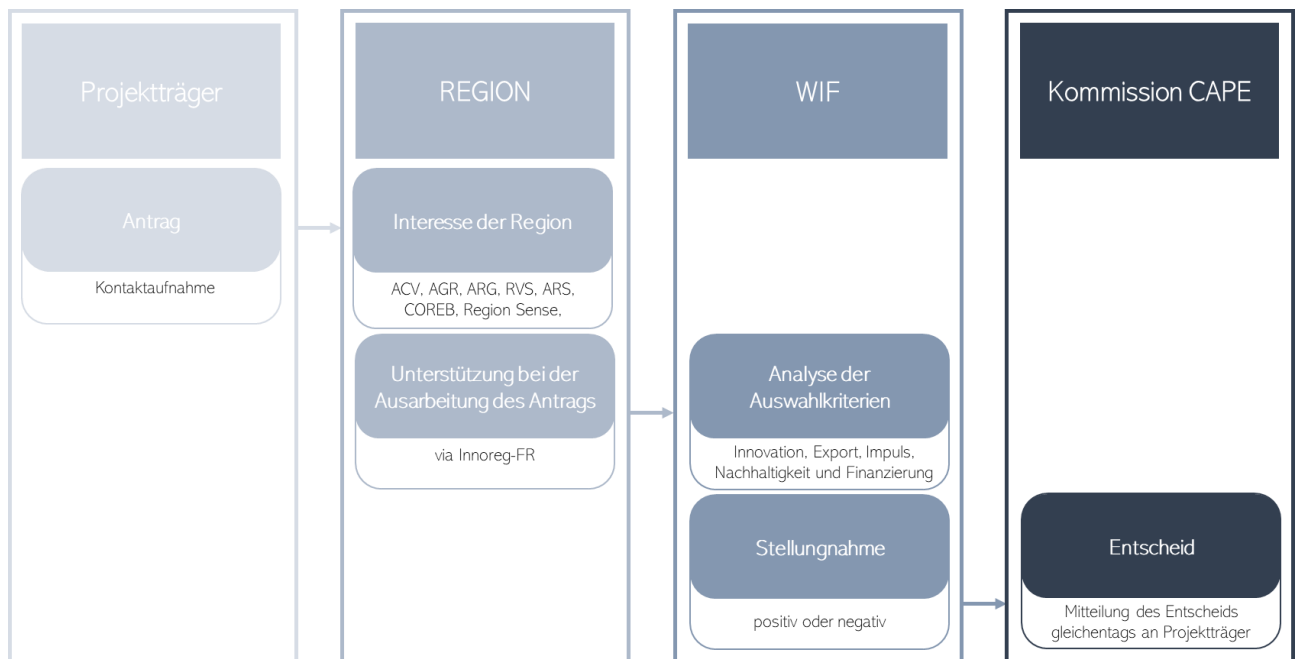 Projektträger
Antrag
Kontaktaufnahme
REGION
Interesse der Region
ACV, AGR, ARG, RVS, ARS,
COREB, Region Sense,
Unterstützung bei der
Ausarbeitung des Antrags
via Innoreg-FR
WIF
Analyse der
Auswahlkriterien
Innovation, Export, Impuls,
Nachhaltigkeit und Finanzierung
Stellungnahme
positiv oder negativ
Kommission CAPE
Entscheid
Mitteilung des Entscheids
gleichentags an Projektträger